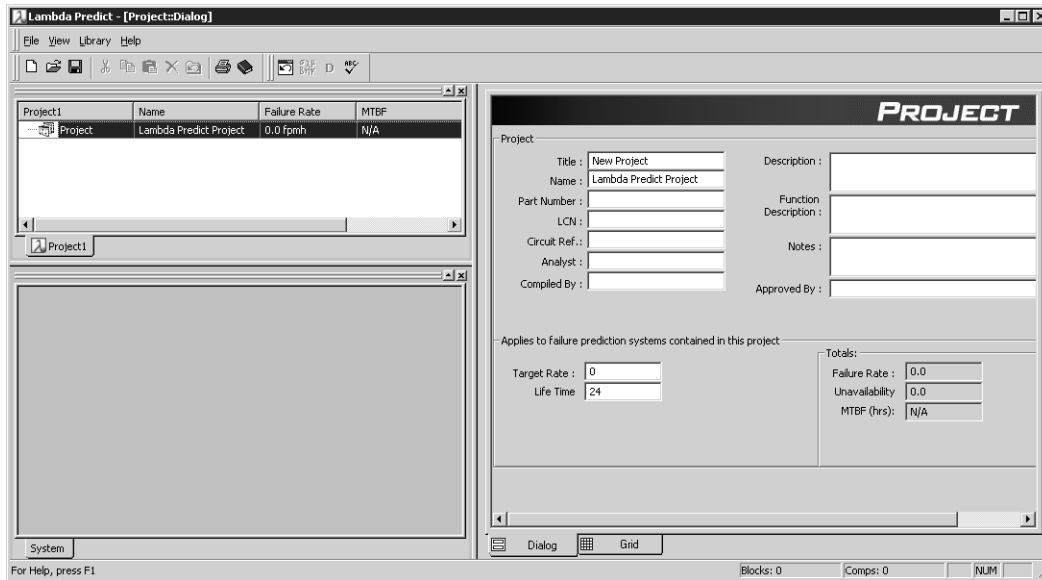 Lambda Predict - [Project::Dialog]
File View Library Help
Project1 Name Failure Rate MTBF
Project Lambda Predict Project 0.0 fpmh N/A
Project1
System
PROJECT
Project
Title : New Project
Name : Lambda Predict Project
Part Number :
LCN :
Circuit Ref.:
Analyst :
Compiled By :
Description :
Function
Description :
Notes :
Approved By :
Applies to failure prediction systems contained in this project
Target Rate : 0
Life Time 24
Totals:
Failure Rate : 0.0
Unavailability 0.0
MTBF (hrs): N/A
Dialog Grid
For Help, press F1 Blocks: 0 Comps: 0 NUM